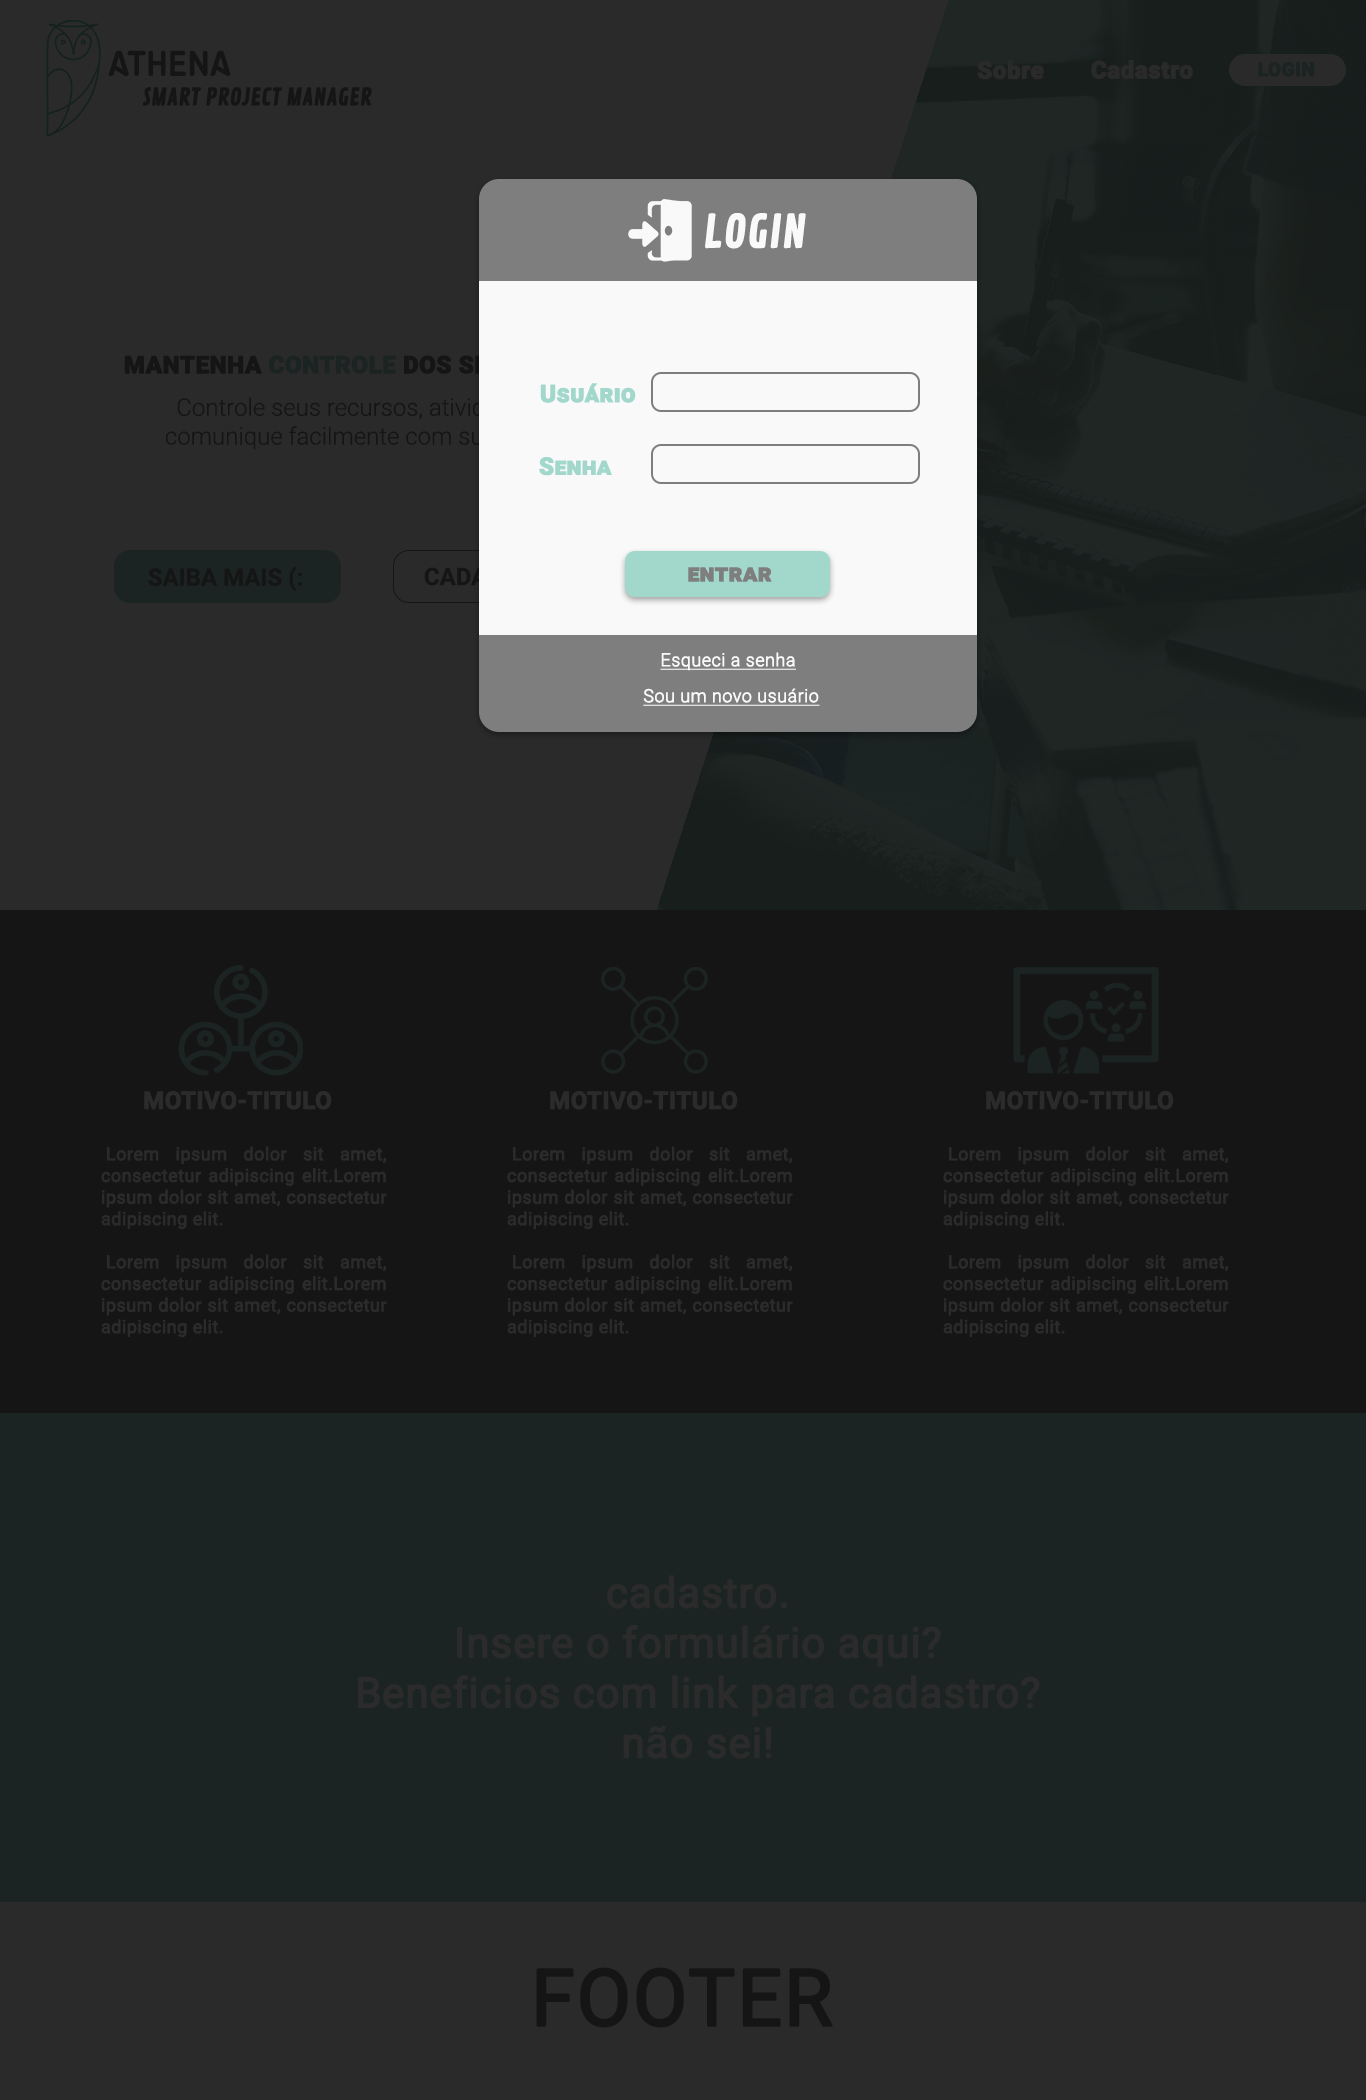 ATHENA
SMART PROJECT MANAGER
Sobre
Cadastro
LOGIN
LOGIN
MANTENHA CONTROLE DOS
Controle seus recursos,
comunique facilmente com
Usuário
Senha
SAIBA MAIS (:
ENTRAR
Esqueci a senha
Sou um novo usuário
MOTIVO-TITULO
Lorem ipsum dolor sit amet,
consectetur adipiscing elit.Lorem
ipsum dolor sit amet, consectetur
adipiscing elit.
Lorem ipsum dolor sit amet,
consectetur adipiscing elit.Lorem
ipsum dolor sit amet, consectetur
adipiscing elit.
MOTIVO-TITULO
Lorem ipsum dolor sit amet,
consectetur adipiscing elit.Lorem
ipsum dolor sit amet, consectetur
adipiscing elit.
Lorem ipsum dolor sit amet,
consectetur adipiscing elit.Lorem
ipsum dolor sit amet, consectetur
adipiscing elit.
MOTIVO-TITULO
Lorem ipsum dolor sit amet,
consectetur adipiscing elit.Lorem
ipsum dolor sit amet, consectetur
adipiscing elit.
Lorem ipsum dolor sit amet,
consectetur adipiscing elit.Lorem
ipsum dolor sit amet, consectetur
adipiscing elit.
cadastro.
Insere o formulário aqui?
Beneficios com link para cadastro?
não sei!
FOOTER